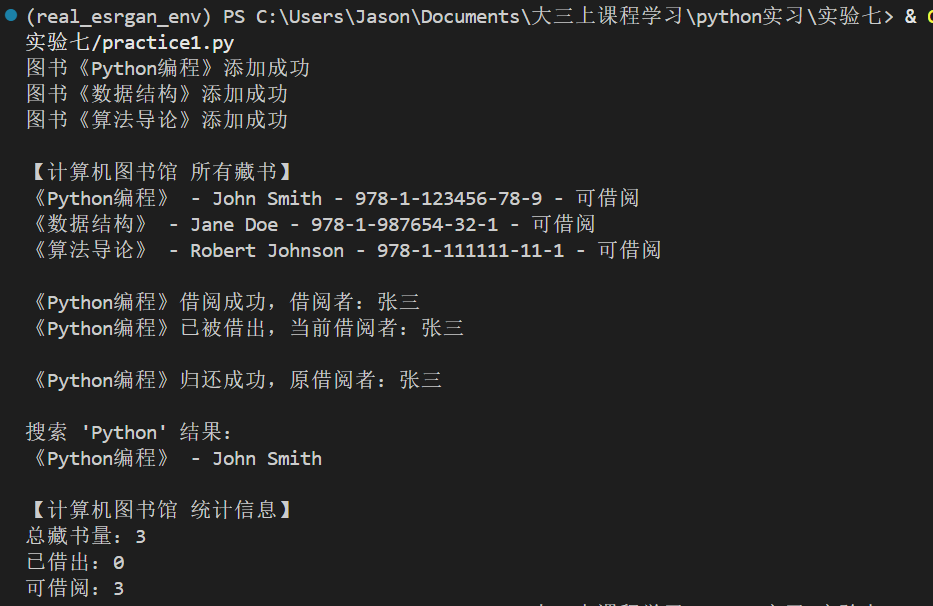 (real_esrgan_env) PS C:\Users\Jason\Documents\大三上课程学习\python实习\实验七> &
实验七/practice1.py
图书《Python编程》添加成功
图书《数据结构》添加成功
图书《算法导论》添加成功
【计算机图书馆 所有藏书】
《Python编程》 - John Smith - 978-1-123456-78-9 - 可借阅
《数据结构》 - Jane Doe - 978-1-987654-32-1 - 可借阅
《算法导论》 - Robert Johnson - 978-1-111111-11-1 - 可借阅
《Python编程》借阅成功，借阅者：张三
《Python编程》已被借出，当前借阅者：张三
《Python编程》归还成功，原借阅者：张三
搜索 'Python' 结果：
《Python编程》 - John Smith
【计算机图书馆 统计信息】
总藏书量：3
已借出：0
可借阅：3